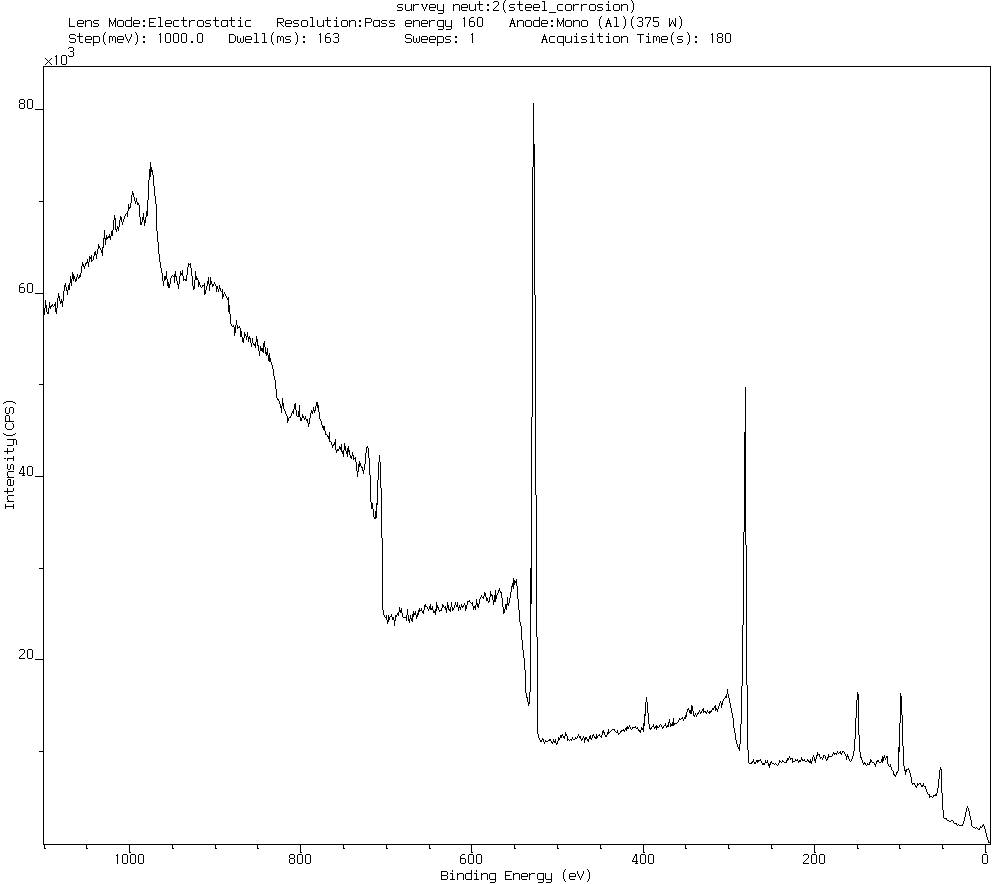 survey neut:2(steel_corrosion)
Lens Mode:Electrostatic Resolution:Pass energy 160 Anode:Mono (Al)(375 W)
Step(meV): 1000.0 Dwell(ms): 163 Sweeps: 1 Acquisition Time(s): 180
×10³
80
60
40
20
Intensity(CPS)
1000 800 600 400 200 0
Binding Energy (eV)